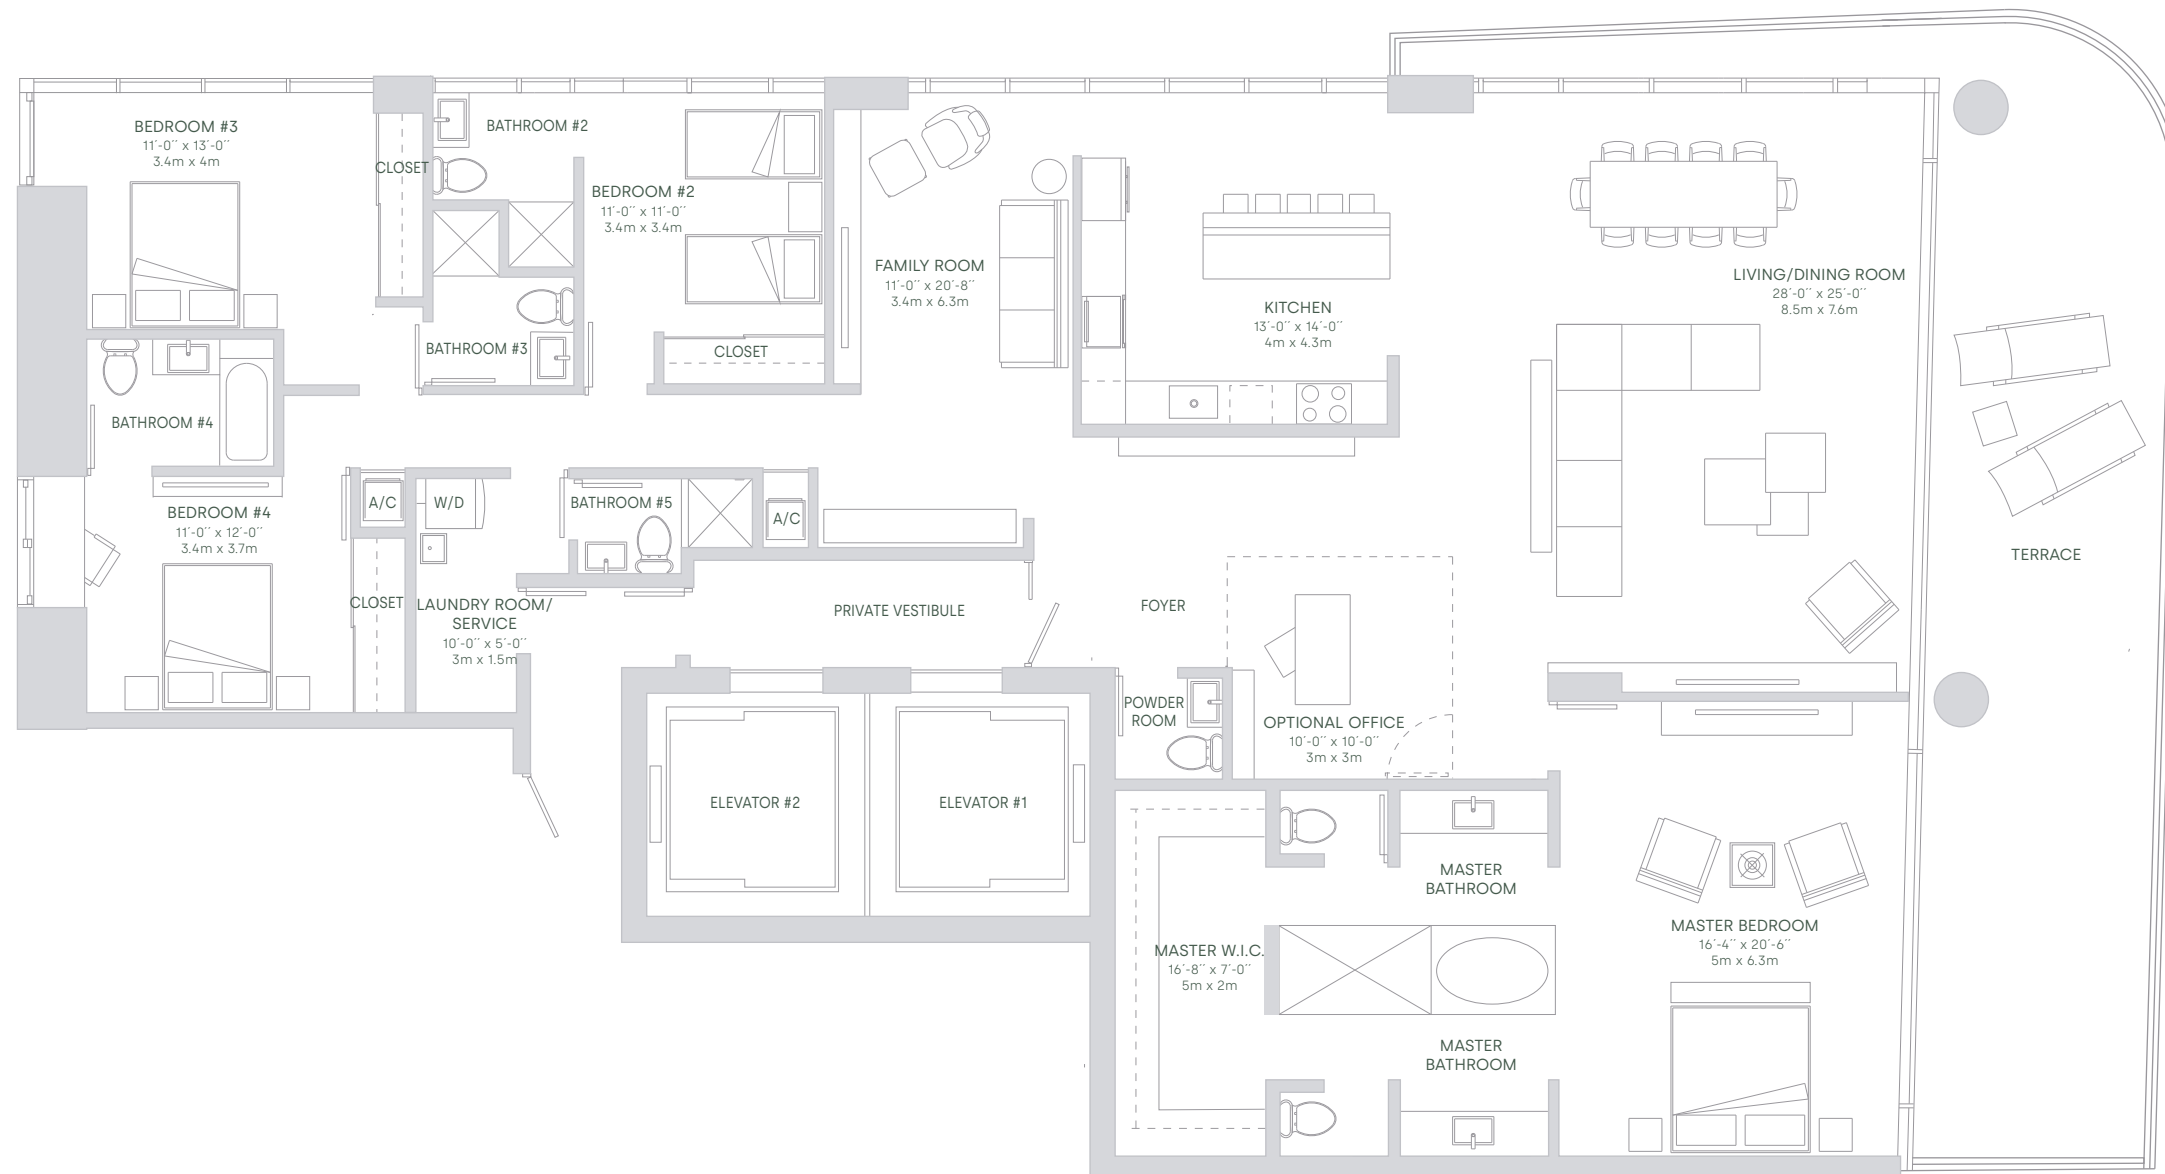 BEDROOM #3
11´-0´´ x 13´-0´´
3.4m x 4m
CLOSET
BATHROOM #2
BEDROOM #2
11´-0´´ x 11´-0´´
3.4m x 3.4m
BATHROOM #3
CLOSET
FAMILY ROOM
11´-0´´ x 20´-8´´
3.4m x 6.3m
KITCHEN
13´-0´´ x 14´-0´´
4m x 4.3m
LIVING/DINING ROOM
28´-0´´ x 25´-0´´
8.5m x 7.6m
BATHROOM #4
BEDROOM #4
11´-0´´ x 12´-0´´
3.4m x 3.7m
A/C
W/D
BATHROOM #5
A/C
TERRACE
CLOSET
LAUNDRY ROOM/
SERVICE
10´-0´´ x 5´-0´´
3m x 1.5m
PRIVATE VESTIBULE
FOYER
POWDER
ROOM
OPTIONAL OFFICE
10´-0´´ x 10´-0´´
3m x 3m
ELEVATOR #2
ELEVATOR #1
MASTER
BATHROOM
MASTER W.I.C.
16´-8´´ x 7´-0´´
5m x 2m
MASTER BEDROOM
16´-4´´ x 20´-6´´
5m x 6.3m
MASTER
BATHROOM